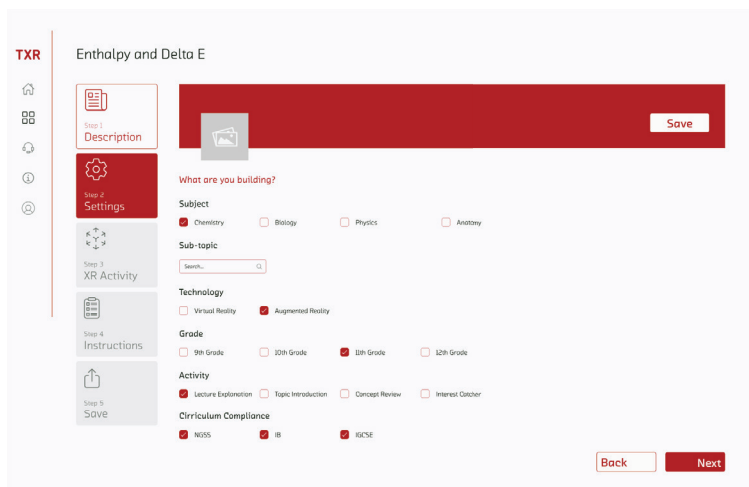 TXR
Enthalpy and Delta E
Step 1
Description
Save
Step 2
Settings
What are you building?
Subject
Chemistry Biology Physics Anatomy
Sub-topic
Search...
Step 3
XR Activity
Technology
Virtual Reality Augmented Reality
Step 4
Instructions
Grade
9th Grade 10th Grade 11th Grade 12th Grade
Activity
Lecture Explanation Topic Introduction Concept Review Interest Catcher
Step 5
Save
Cirriculum Compliance
NGSS IB IGCSE
Back Next